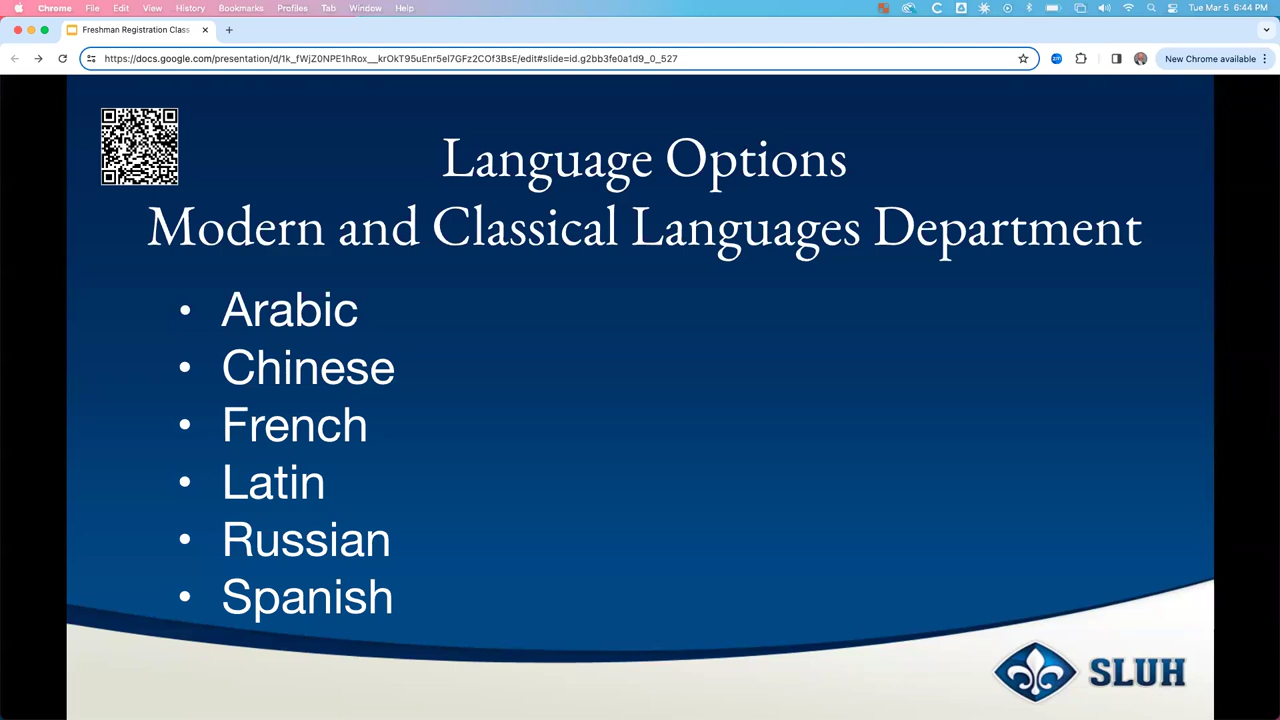 Chrome File Edit View History Bookmarks Profiles Tab Window Help Tue Mar 5 6:44 PM
Freshman Registration Class
https://docs.google.com/presentation/d/1k_fWjZ0NPE1hRox__krOkT95uEnr5el7GFz2COf3BsE/edit#slide=id.g2bb3fe0a1d9_0_527 New Chrome available
Language Options
Modern and Classical Languages Department
• Arabic
• Chinese
• French
• Latin
• Russian
• Spanish
SLUH